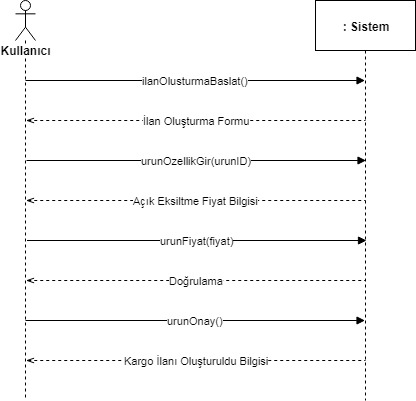 Kullanıcı
: Sistem
ilanOlusturmaBaslat()
İlan Oluşturma Formu
urunOzellikGir(urunID)
Açık Eksiltme Fiyat Bilgisi
urunFiyat(fiyat)
Doğrulama
urunOnay()
Kargo İlanı Oluşturuldu Bilgisi